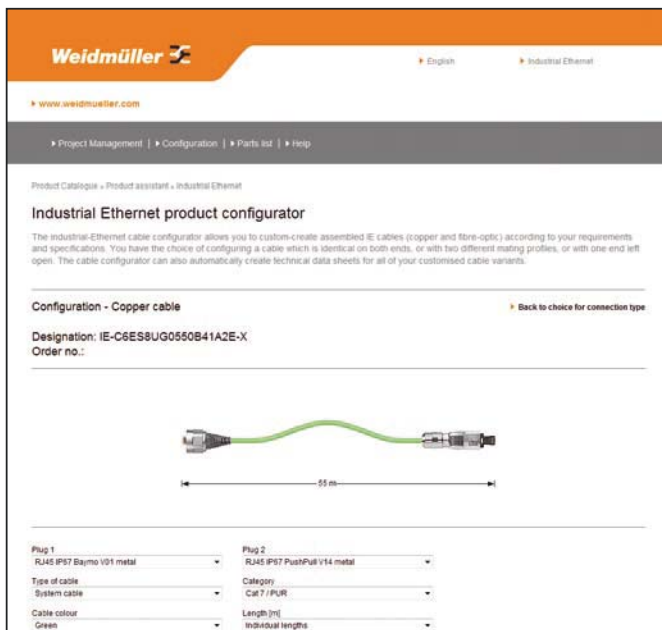 Weidmüller
English
Industrial Ethernet
www.weidmueller.com
Project Management | Configuration | Parts list | Help
Product Catalogue » Product assistant » Industrial Ethernet
Industrial Ethernet product configurator
The industrial-Ethernet cable configurator allows you to custom-create assembled IE cables (copper and fibre-optic) according to your requirements
and specifications. You have the choice of configuring a cable which is identical on both ends, or with two different mating profiles, or with one end left
open. The cable configurator can also automatically create technical data sheets for all of your customised cable variants.
Configuration - Copper cable
Back to choice for connection type
Designation: IE-C6ES8UG0550B41A2E-X
Order no.:
55 m
Plug 1
Plug 2
RJ45 IP67 Baymo V01 metal
RJ45 IP67 PushPull V14 metal
Type of cable
Category
System cable
Cat 7 / PUR
Cable colour
Length [m]
Green
Individual lengths